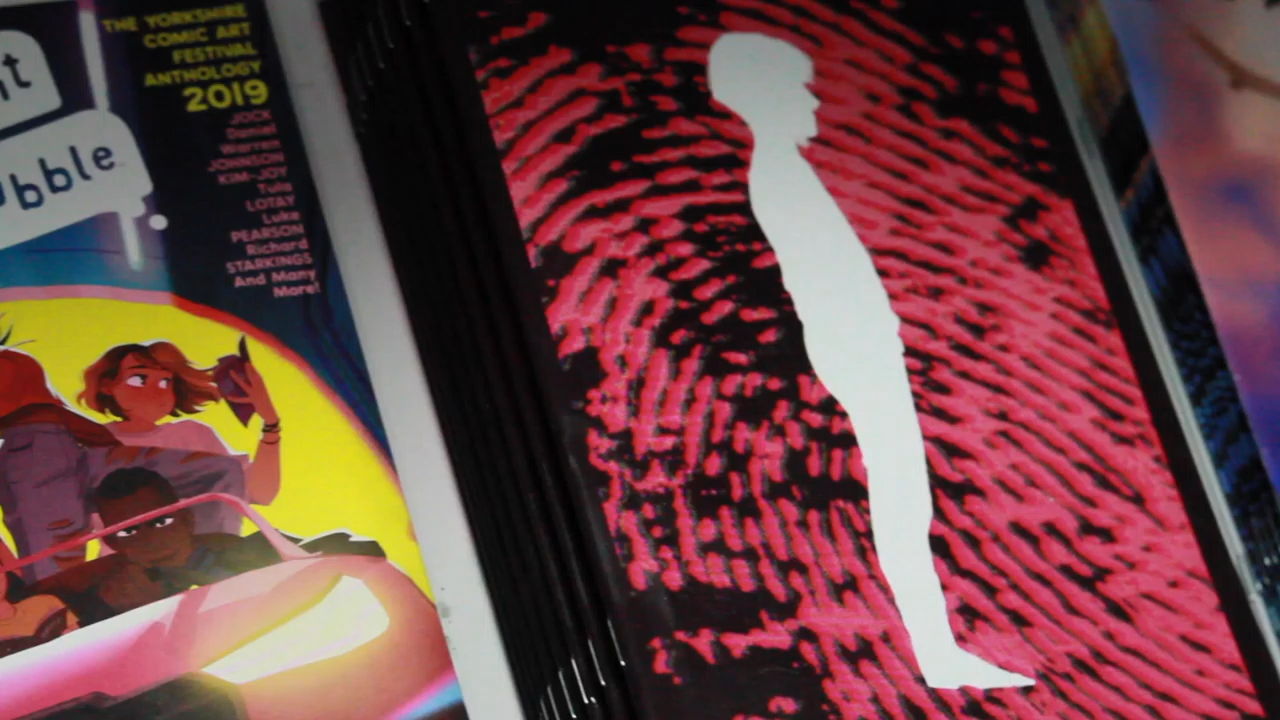 THE YORKSHIRE
COMIC ART
FESTIVAL
ANTHOLOGY
2019
JOCK
Daniel
Warren
JOHNSON
KIM-JOY
Tula
LOTAY
Luke
PEARSON
Richard
STARKINGS
And Many
More!
ht
ubble